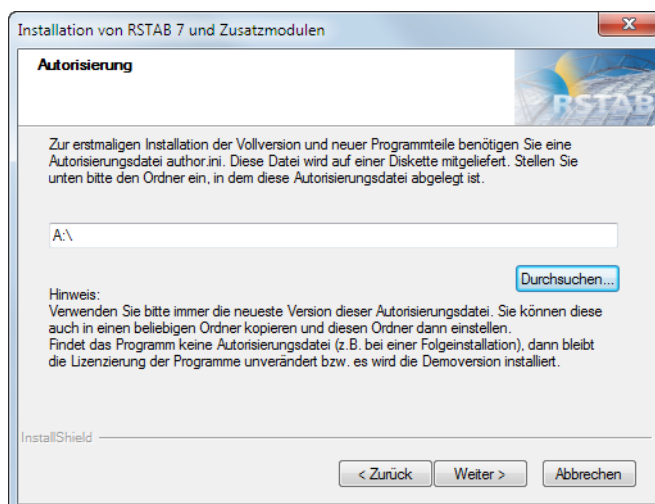 Installation von RSTAB 7 und Zusatzmodulen
Autorisierung
RSTAB
Zur erstmaligen Installation der Vollversion und neuer Programmteile benötigen Sie eine
Autorisierungsdatei author.ini. Diese Datei wird auf einer Diskette mitgeliefert. Stellen Sie
unten bitte den Ordner ein, in dem diese Autorisierungsdatei abgelegt ist.
A:\
Durchsuchen...
Hinweis:
Verwenden Sie bitte immer die neueste Version dieser Autorisierungsdatei. Sie können diese
auch in einen beliebigen Ordner kopieren und diesen Ordner dann einstellen.
Findet das Programm keine Autorisierungsdatei (z.B. bei einer Folgeinstallation), dann bleibt
die Lizenzierung der Programme unverändert bzw. es wird die Demoversion installiert.
InstallShield
< Zurück Weiter > Abbrechen